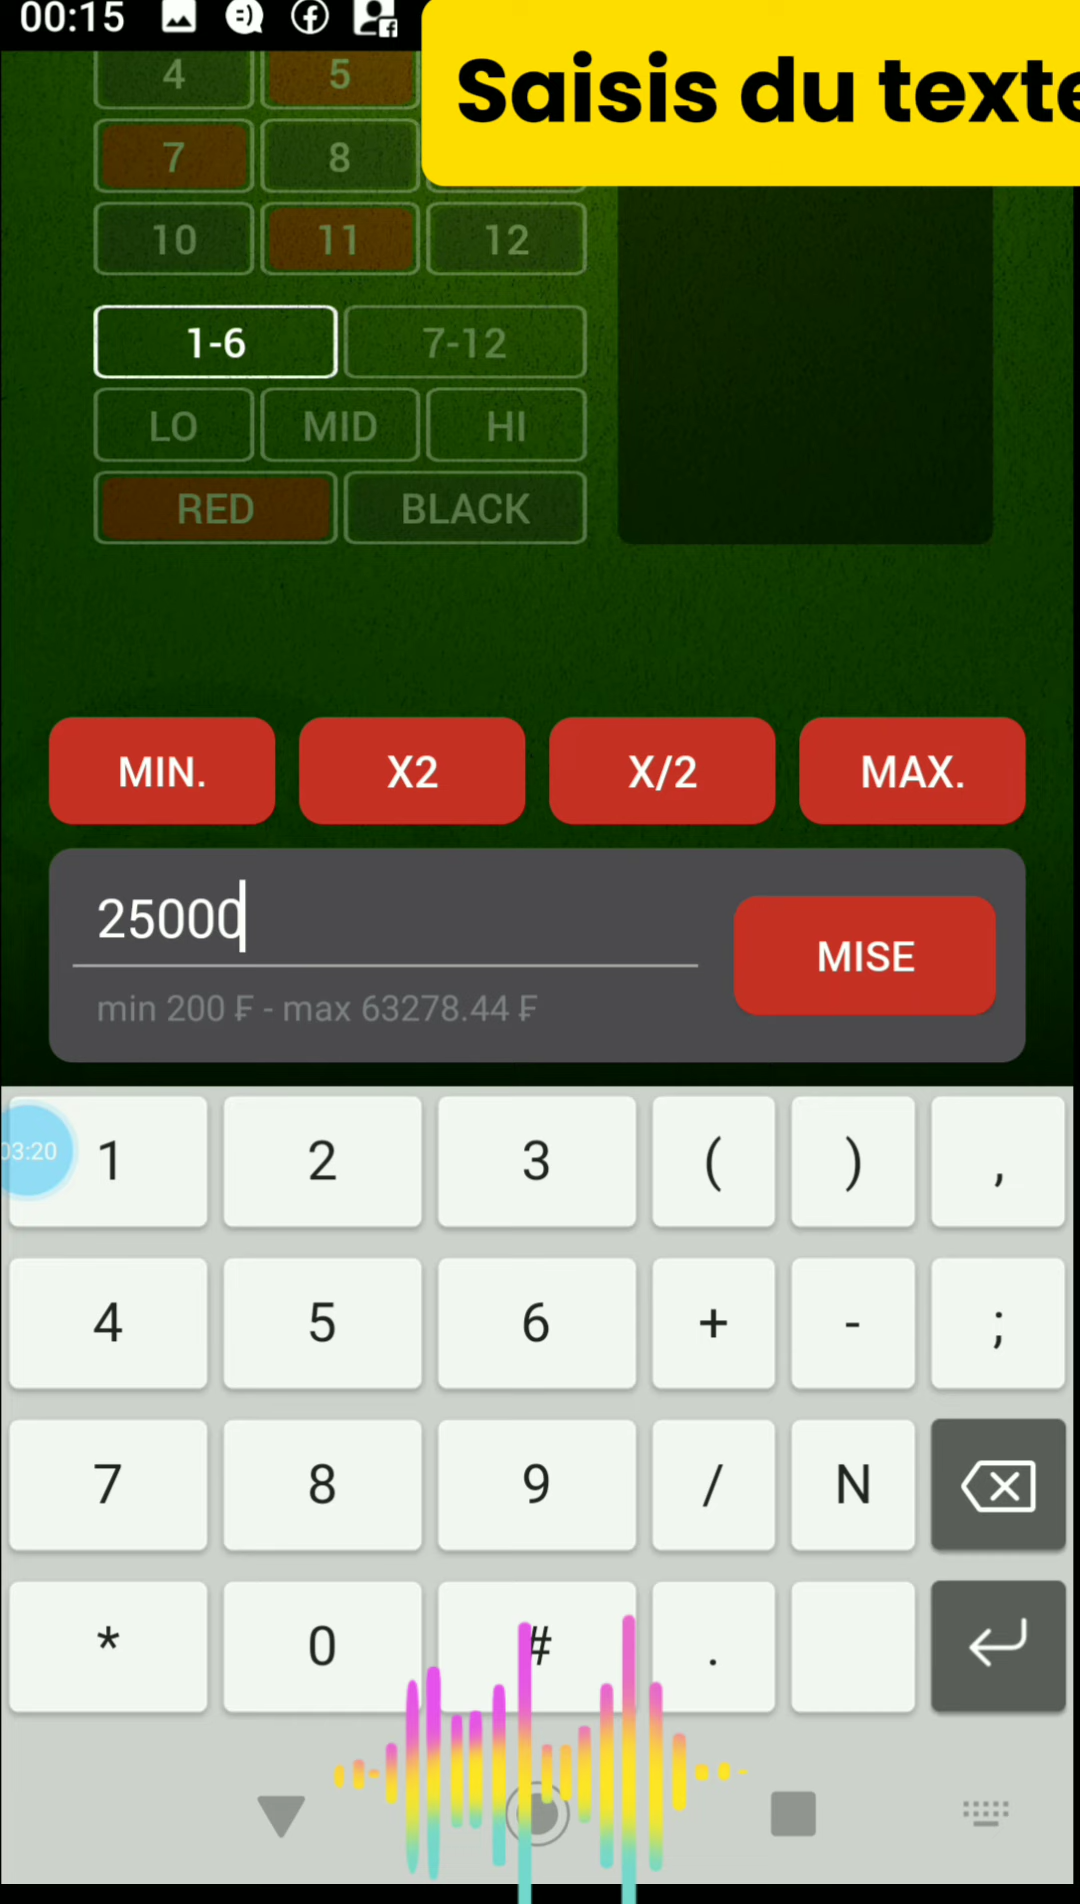 00:15
Saisis du texte
4 5
7 8
10 11 12
1-6 7-12
LO MID HI
RED BLACK
MIN. X2 X/2 MAX.
25000
MISE
min 200 ₣ - max 63278.44 ₣
03:20
1 2 3 ( ) ,
4 5 6 + - ;
7 8 9 / N
* 0 # .